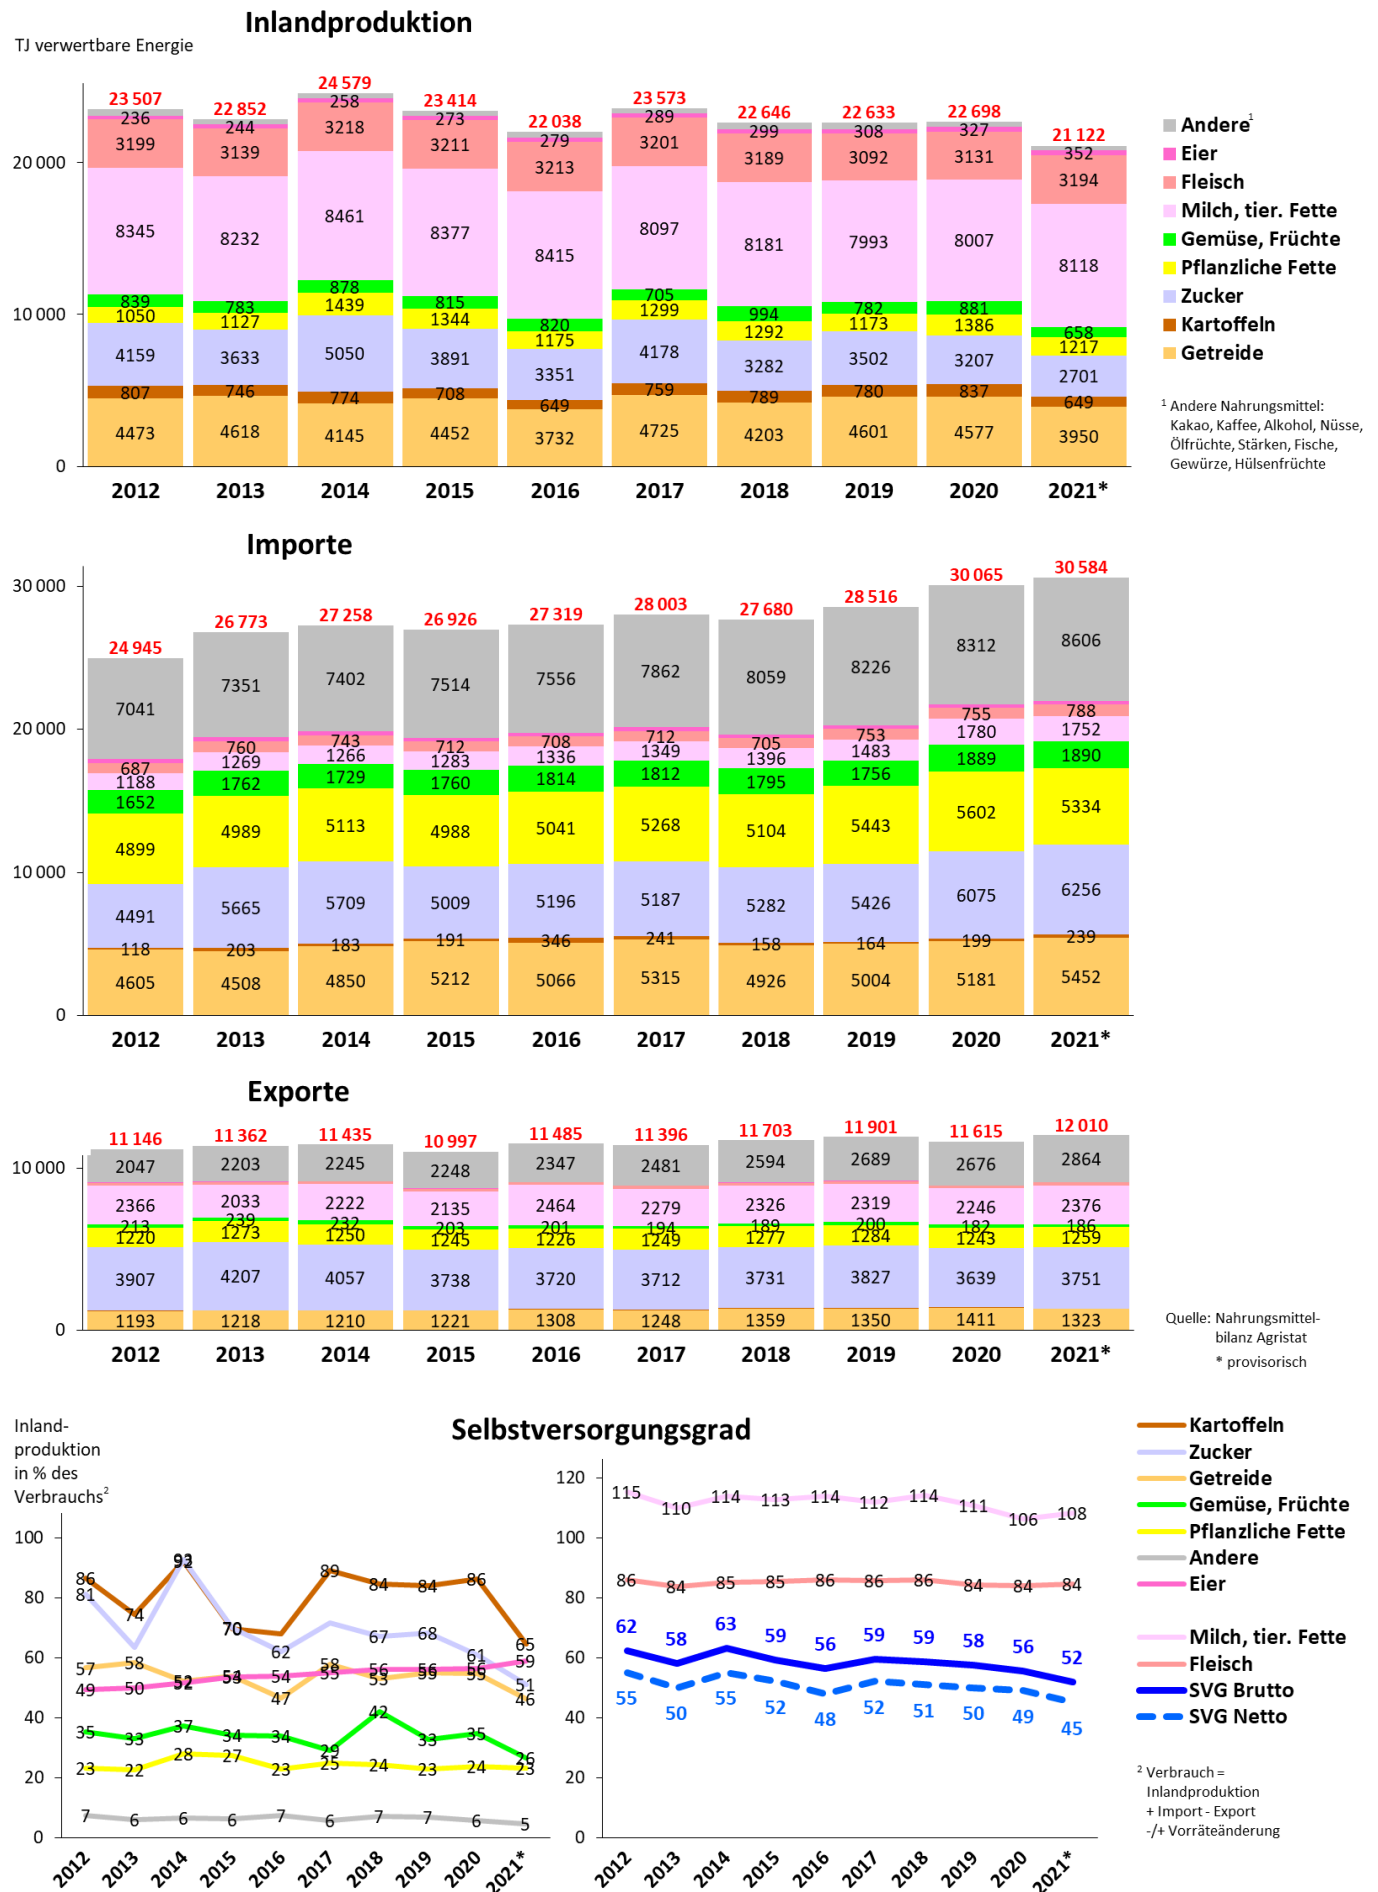 Inlandproduktion
TJ verwertbare Energie
23 507 22 852 24 579 23 414 22 038 23 573 22 646 22 633 22 698 21 122
236 244 258 273 279 289 299 308 327 352
3199 3139 3218 3211 3213 3201 3189 3092 3131 3194
20 000
8345 8232 8461 8377 8415 8097 8181 7993 8007 8118
839 783 878 815 820 705 994 782 881 658
10 000
1050 1127 1439 1344 1175 1299 1292 1173 1386 1217
4159 3633 5050 3891 3351 4178 3282 3502 3207 2701
807 746 774 708 649 759 789 780 837 649
4473 4618 4145 4452 3732 4725 4203 4601 4577 3950
0
2012 2013 2014 2015 2016 2017 2018 2019 2020 2021*
Andere1
Eier
Fleisch
Milch, tier. Fette
Gemüse, Früchte
Pflanzliche Fette
Zucker
Kartoffeln
Getreide
1 Andere Nahrungsmittel:
Kakao, Kaffee, Alkohol, Nüsse,
Ölfrüchte, Stärken, Fische,
Gewürze, Hülsenfrüchte
Importe
30 000
24 945 26 773 27 258 26 926 27 319 28 003 27 680 28 516 30 065 30 584
7041 7351 7402 7514 7556 7862 8059 8226 8312 8606
20 000
687 760 743 712 708 712 705 753 755 788
1188 1269 1266 1283 1336 1349 1396 1483 1780 1752
1652 1762 1729 1760 1814 1812 1795 1756 1889 1890
4899 4989 5113 4988 5041 5268 5104 5443 5602 5334
10 000
4491 5665 5709 5009 5196 5187 5282 5426 6075 6256
118 203 183 191 346 241 158 164 199 239
4605 4508 4850 5212 5066 5315 4926 5004 5181 5452
0
2012 2013 2014 2015 2016 2017 2018 2019 2020 2021*
Exporte
11 146 11 362 11 435 10 997 11 485 11 396 11 703 11 901 11 615 12 010
10 000
2047 2203 2245 2248 2347 2481 2594 2689 2676 2864
2366 2033 2222 2135 2464 2279 2326 2319 2246 2376
213 239 232 203 201 194 189 200 182 186
1220 1273 1250 1245 1226 1249 1277 1284 1243 1259
3907 4207 4057 3738 3720 3712 3731 3827 3639 3751
1193 1218 1210 1221 1308 1248 1359 1350 1411 1323
0
2012 2013 2014 2015 2016 2017 2018 2019 2020 2021*
Quelle: Nahrungsmittel-
bilanz Agristat
* provisorisch
Selbstversorgungsgrad
Inland-
produktion
in % des
Verbrauchs2
100
80
60
40
20
0
86 74 92 70 89 84 84 86 65
81 93 70 62 67 68 61 51
57 58 52 54 47 58 53 55 55 46
49 50 52 53 54 55 56 56 56 59
35 33 37 34 34 29 42 33 35 26
23 22 28 27 23 25 24 23 24 23
7 6 6 6 7 6 7 7 6 5
2012 2013 2014 2015 2016 2017 2018 2019 2020 2021*
120
100
80
60
40
20
0
115 110 114 113 114 112 114 111 106 108
86 84 85 85 86 86 86 84 84 84
62 58 63 59 56 59 59 58 56 52
55 50 55 52 48 52 51 50 49 45
2012 2013 2014 2015 2016 2017 2018 2019 2020 2021*
Kartoffeln
Zucker
Getreide
Gemüse, Früchte
Pflanzliche Fette
Andere
Eier
Milch, tier. Fette
Fleisch
SVG Brutto
SVG Netto
2 Verbrauch =
Inlandproduktion
+ Import - Export
-/+ Vorräteänderung